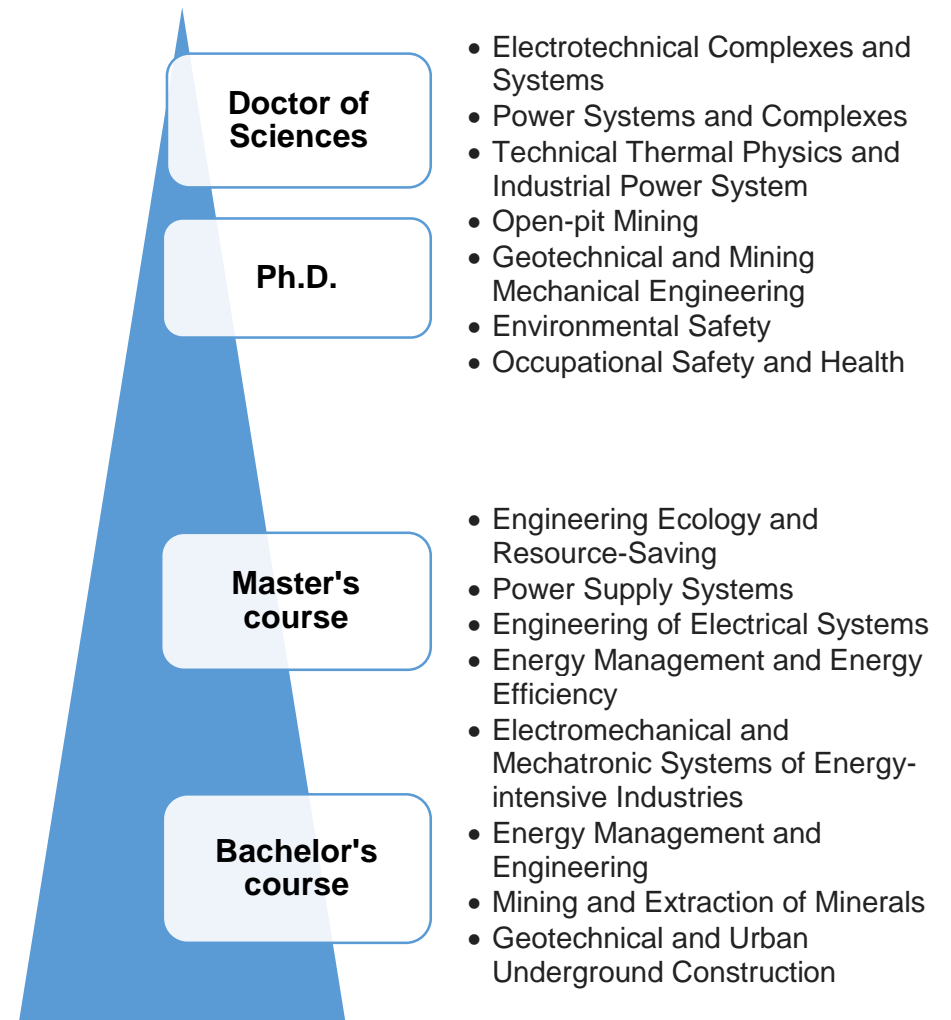 Doctor of
Sciences
Ph.D.
• Electrotechnical Complexes and
Systems
• Power Systems and Complexes
• Technical Thermal Physics and
Industrial Power System
• Open-pit Mining
• Geotechnical and Mining
Mechanical Engineering
• Environmental Safety
• Occupational Safety and Health
Master's
course
Bachelor's
course
• Engineering Ecology and
Resource-Saving
• Power Supply Systems
• Engineering of Electrical Systems
• Energy Management and Energy
Efficiency
• Electromechanical and
Mechatronic Systems of Energy-
intensive Industries
• Energy Management and
Engineering
• Mining and Extraction of Minerals
• Geotechnical and Urban
Underground Construction